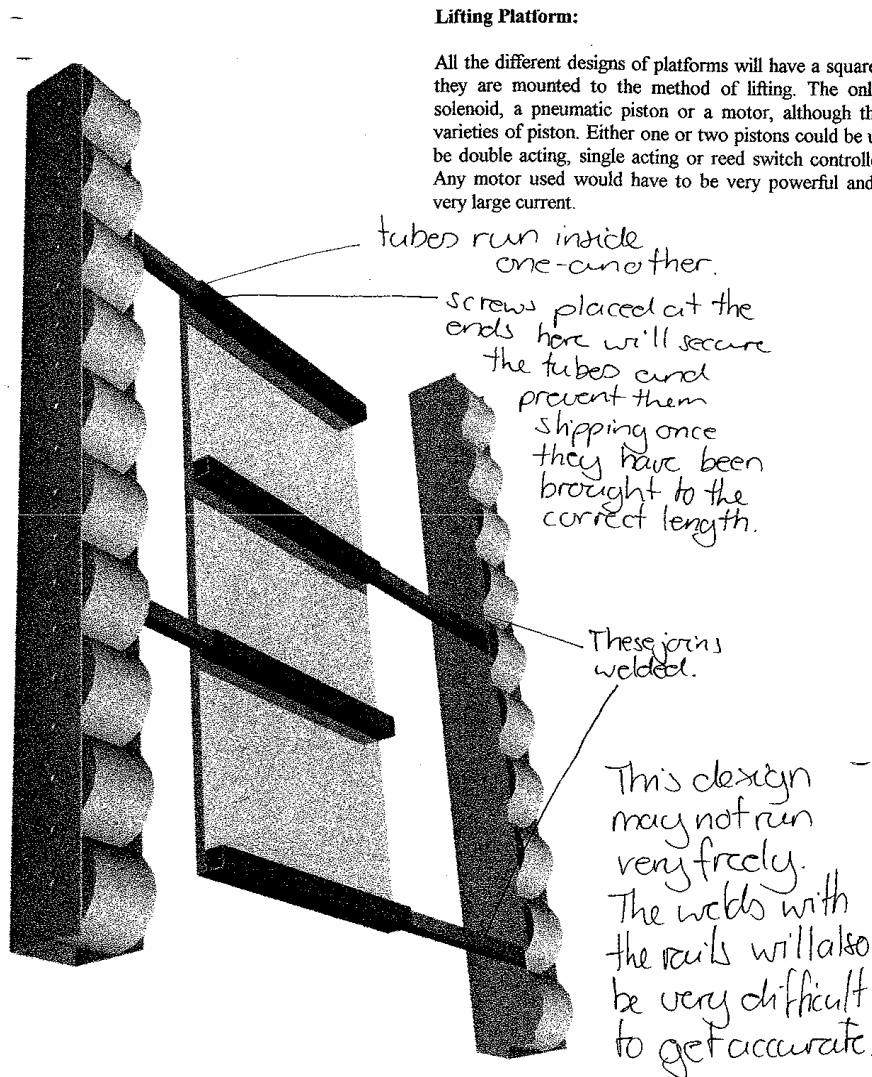 Lifting Platform:
All the different designs of platforms will have a square
they are mounted to the method of lifting. The onl
solenoid, a pneumatic piston or a motor, although th
varieties of piston. Either one or two pistons could be u
be double acting, single acting or reed switch controlle
Any motor used would have to be very powerful and
very large current.
tubes run inside
one-another.
screws placed at the
ends here will secure
the tubes and
prevent them
shipping once
they have been
brought to the
correct length.
These joins
welded.
This design
may not run
very freely.
The welds with
the rails will also
be very difficult
to get accurate.